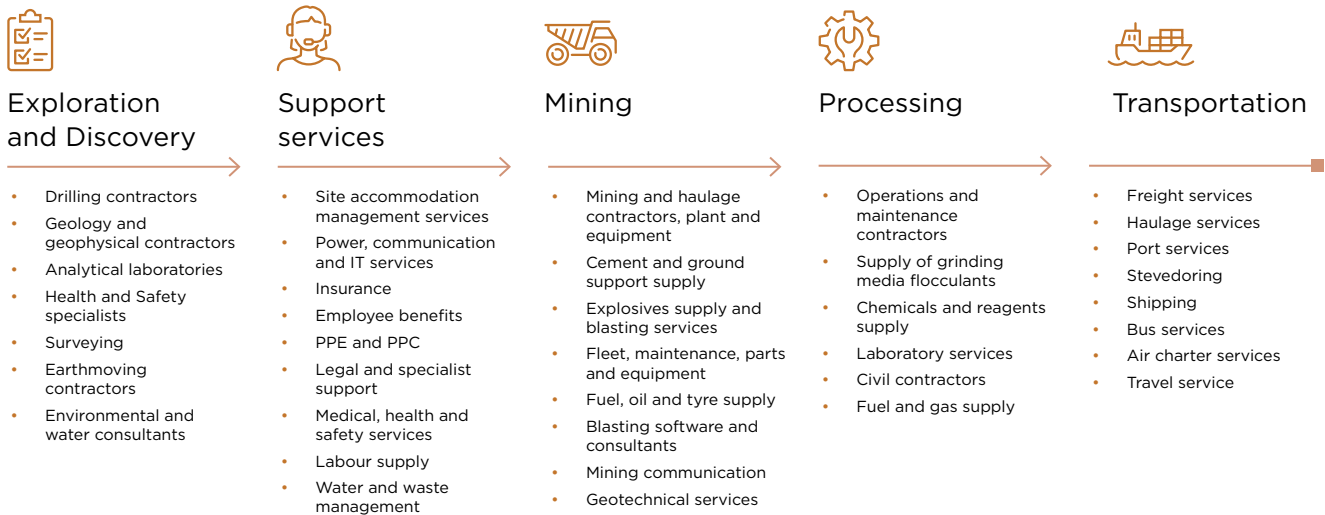 Exploration
and Discovery
• Drilling contractors
• Geology and
geophysical contractors
• Analytical laboratories
• Health and Safety
specialists
• Surveying
• Earthmoving
contractors
• Environmental and
water consultants
Support
services
• Site accommodation
management services
• Power, communication
and IT services
• Insurance
• Employee benefits
• PPE and PPC
• Legal and specialist
support
• Medical, health and
safety services
• Labour supply
• Water and waste
management
Mining
• Mining and haulage
contractors, plant and
equipment
• Cement and ground
support supply
• Explosives supply and
blasting services
• Fleet, maintenance, parts
and equipment
• Fuel, oil and tyre supply
• Blasting software and
consultants
• Mining communication
• Geotechnical services
Processing
• Operations and
maintenance
contractors
• Supply of grinding
media flocculants
• Chemicals and reagents
supply
• Laboratory services
• Civil contractors
• Fuel and gas supply
Transportation
• Freight services
• Haulage services
• Port services
• Stevedoring
• Shipping
• Bus services
• Air charter services
• Travel service